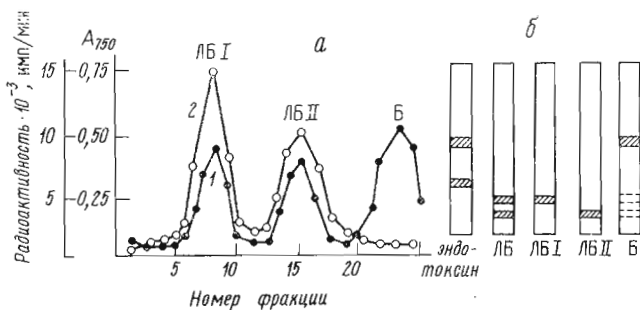 а
б
Радиоактивность·10⁻³, имп/мин
A₇₅₀
15
0,75
10
0,50
5
0,25
ЛБ I
ЛБ II
Б
2
1
5
10
15
20
Номер фракции
эндо-
токсин
ЛБ
ЛБ I
ЛБ II
Б